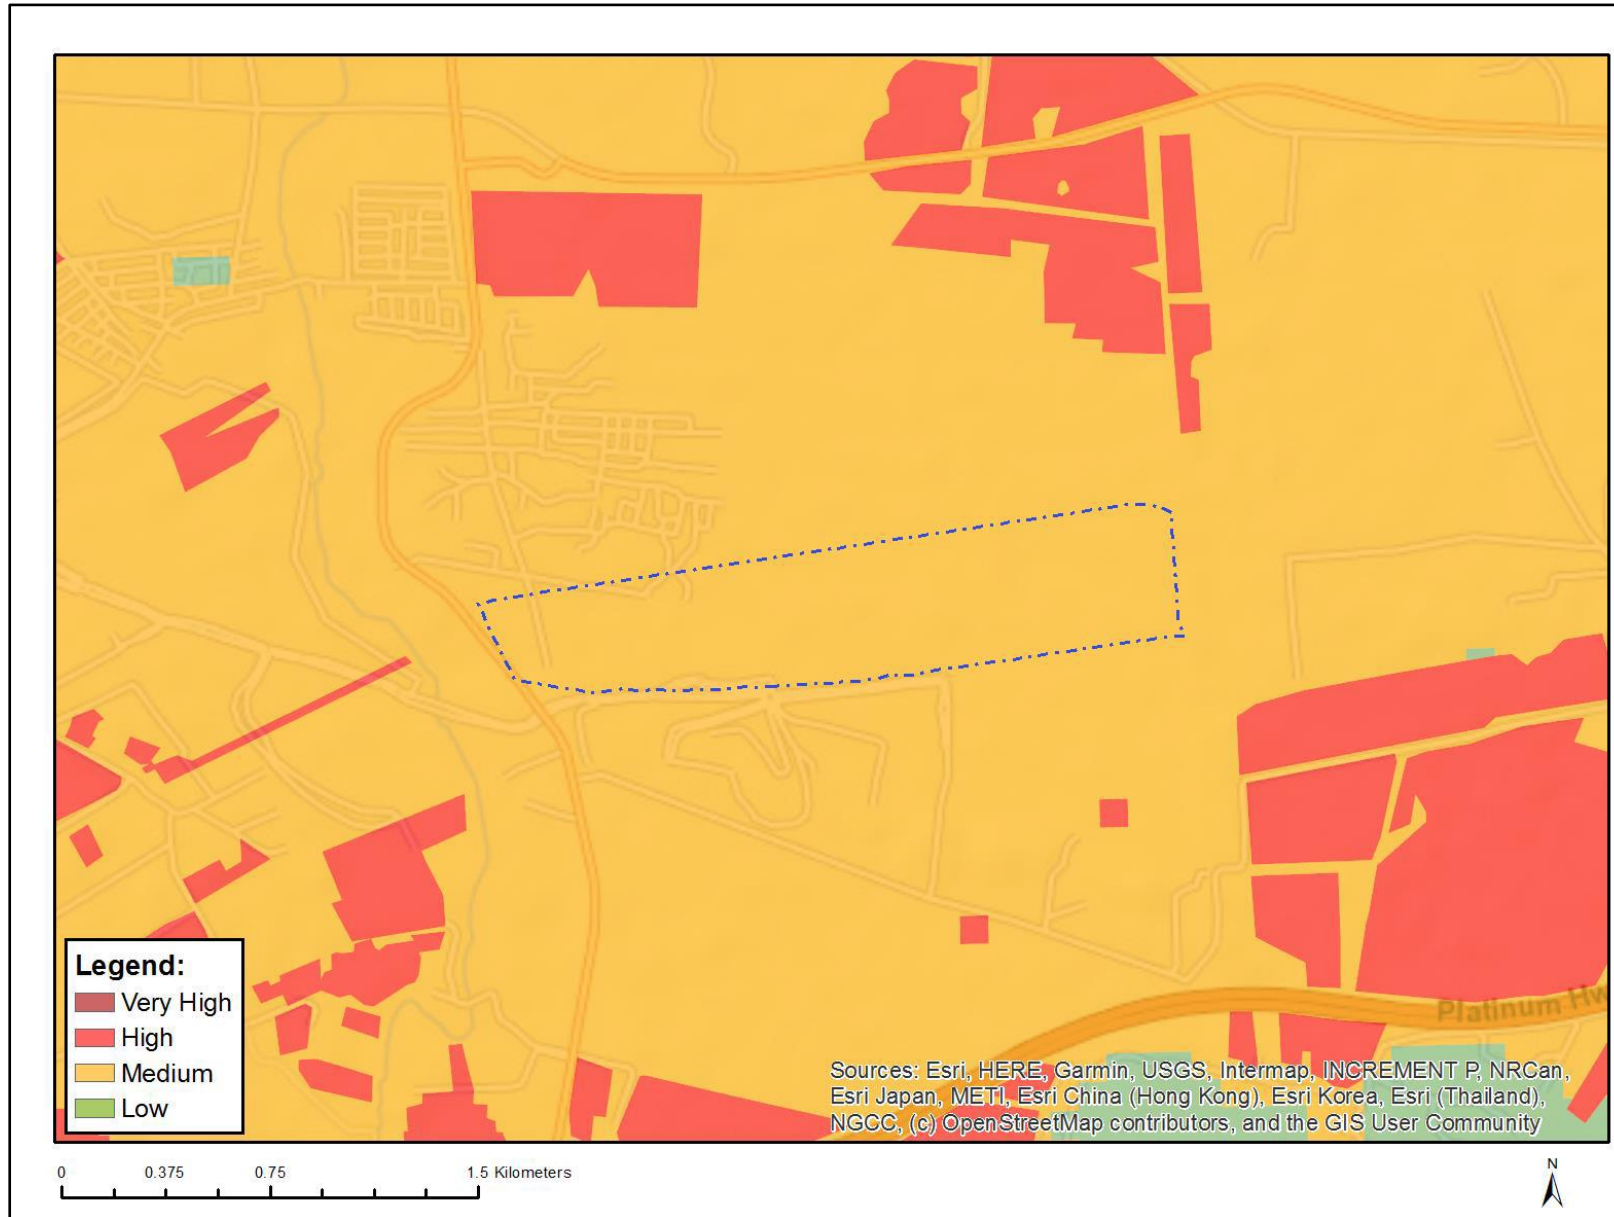 Legend:
Very High
High
Medium
Low
Platinum Hw
Sources: Esri, HERE, Garmin, USGS, Intermap, INCREMENT P, NRCan,
Esri Japan, METI, Esri China (Hong Kong), Esri Korea, Esri (Thailand),
NGCC, (c) OpenStreetMap contributors, and the GIS User Community
0 0.375 0.75 1.5 Kilometers
N